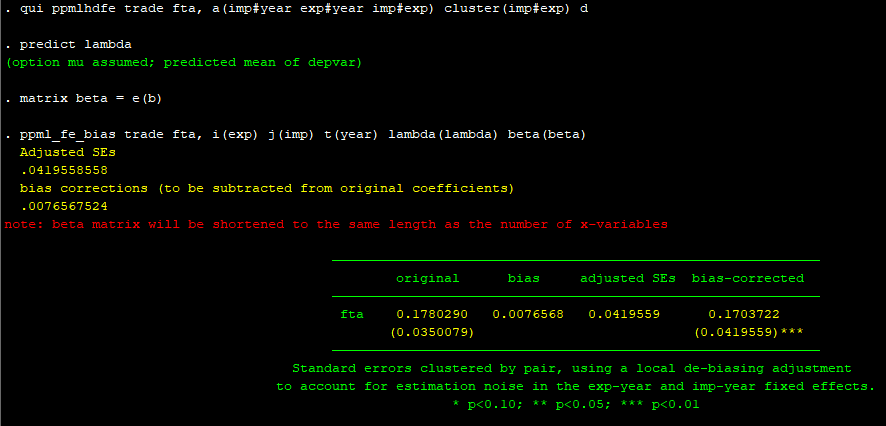 . qui ppmlhdfe trade fta, a(imp#year exp#year imp#exp) cluster(imp#exp) d
. predict lambda
(option mu assumed; predicted mean of depvar)
. matrix beta = e(b)
. ppml_fe_bias trade fta, i(exp) j(imp) t(year) lambda(lambda) beta(beta)
Adjusted SEs
.0419558558
bias corrections (to be subtracted from original coefficients)
.0076567524
note: beta matrix will be shortened to the same length as the number of x-variables
original bias adjusted SEs bias-corrected
fta 0.1780290 0.0076568 0.0419559 0.1703722
(0.0350079) (0.0419559)***
Standard errors clustered by pair, using a local de-biasing adjustment
to account for estimation noise in the exp-year and imp-year fixed effects.
* p<0.10; ** p<0.05; *** p<0.01